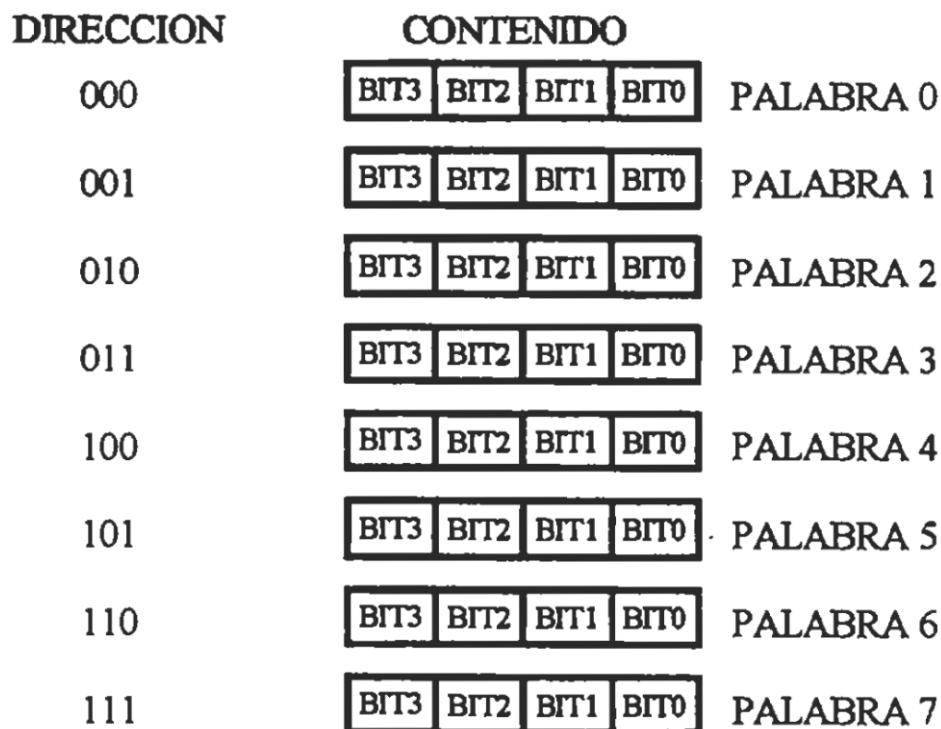 DIRECCION CONTENIDO
000 BIT3 BIT2 BIT1 BIT0 PALABRA 0
001 BIT3 BIT2 BIT1 BIT0 PALABRA 1
010 BIT3 BIT2 BIT1 BIT0 PALABRA 2
011 BIT3 BIT2 BIT1 BIT0 PALABRA 3
100 BIT3 BIT2 BIT1 BIT0 PALABRA 4
101 BIT3 BIT2 BIT1 BIT0 PALABRA 5
110 BIT3 BIT2 BIT1 BIT0 PALABRA 6
111 BIT3 BIT2 BIT1 BIT0 PALABRA 7